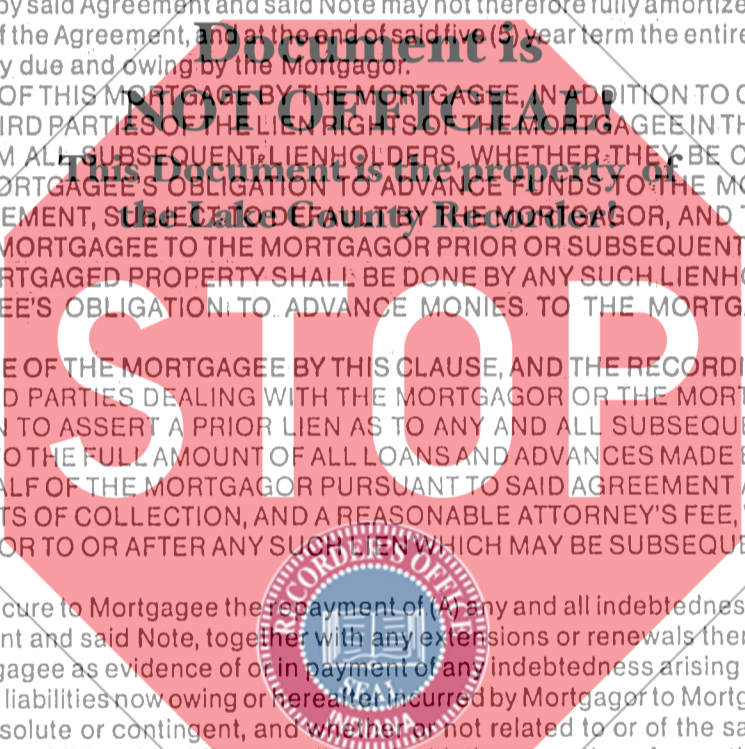 by said Agreement and said Note may not therefore fully amortize
f the Agreement, and at the end of said five (5) year term the entire
Document is
y due and owing by the Mortgagor.
OF THIS MORTGAGE BY THE MORTGAGEE, IN ADDITION TO
NOT OFFICIAL!
IRD PARTIES OF THE LIEN RIGHTS OF THE MORTGAGEE IN TH
M ALL SUBSEQUENT LIENHOLDERS, WHETHER THEY BE C
This Document is the property of
ORTGAGEE'S OBLIGATION TO ADVANCE FUNDS TO THE M
EMENT, SUBJECT TO DEFAULT BY THE MORTGAGOR, AND
the Lake County Recorder!
MORTGAGEE TO THE MORTGAGOR PRIOR OR SUBSEQUENT
RTGAGED PROPERTY SHALL BE DONE BY ANY SUCH LIENH
EE'S OBLIGATION TO ADVANCE MONIES TO THE MORTG
STOP
E OF THE MORTGAGEE BY THIS CLAUSE, AND THE RECORDI
D PARTIES DEALING WITH THE MORTGAGOR OR THE MORT
N TO ASSERT A PRIOR LIEN AS TO ANY AND ALL SUBSEQUE
O THE FULL AMOUNT OF ALL LOANS AND ADVANCES MADE
ALF OF THE MORTGAGOR PURSUANT TO SAID AGREEMENT
TS OF COLLECTION, AND A REASONABLE ATTORNEY'S FEE,
OR TO OR AFTER ANY SUCH LIEN WHICH MAY BE SUBSEQUE
RECORDER'S OFFICE
cure to Mortgagee the repayment of (A) any and all indebtednes
nt and said Note, together with any extensions or renewals ther
gagee as evidence of or in payment of any indebtedness arising
liabilities now owing or hereafter incurred by Mortgagor to Mortg
SEAL
INDIANA
solute or contingent, and whether or not related to or of the sa